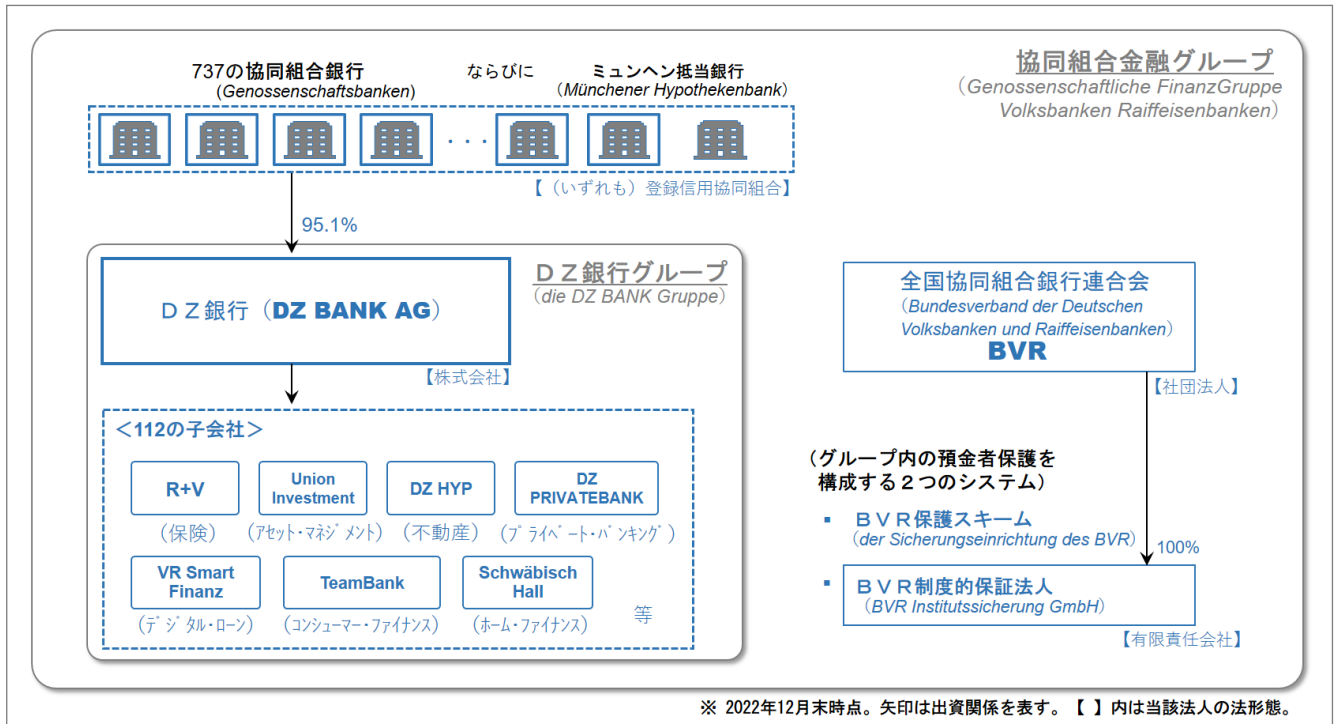 737の協同組合銀行
(Genossenschaftsbanken)
ならびに
ミュンヘン抵当銀行
(Münchener Hypothekenbank)
協同組合金融グループ
（Genossenschaftliche FinanzGruppe
Volksbanken Raiffeisenbanken）
・・・
【（いずれも）登録信用協同組合】
95.1%
ＤＺ銀行グループ
(die DZ BANK Gruppe)
ＤＺ銀行（DZ BANK AG）
【株式会社】
＜112の子会社＞
R+V
（保険）
Union
Investment
（ｱｾｯﾄ・ﾏﾈｼﾞﾒﾝﾄ）
DZ HYP
（不動産）
DZ
PRIVATEBANK
（ﾌﾟﾗｲﾍﾞｰﾄ・ﾊﾞﾝｷﾝｸﾞ）
VR Smart
Finanz
（ﾃﾞｼﾞﾀﾙ・ﾛｰﾝ）
TeamBank
（ｺﾝｼｭｰﾏｰ・ﾌｧｲﾅﾝｽ）
Schwäbisch
Hall
（ﾎｰﾑ・ﾌｧｲﾅﾝｽ）
等
全国協同組合銀行連合会
（Bundesverband der Deutschen
Volksbanken und Raiffeisenbanken）
BVR
【社団法人】
（グループ内の預金者保護を
構成する２つのシステム）
▪ ＢＶＲ保護スキーム
(der Sicherungseinrichtung des BVR)
100%
▪ ＢＶＲ制度的保証法人
（BVR Institutssicherung GmbH）
【有限責任会社】
※ 2022年12月末時点。矢印は出資関係を表す。【 】内は当該法人の法形態。